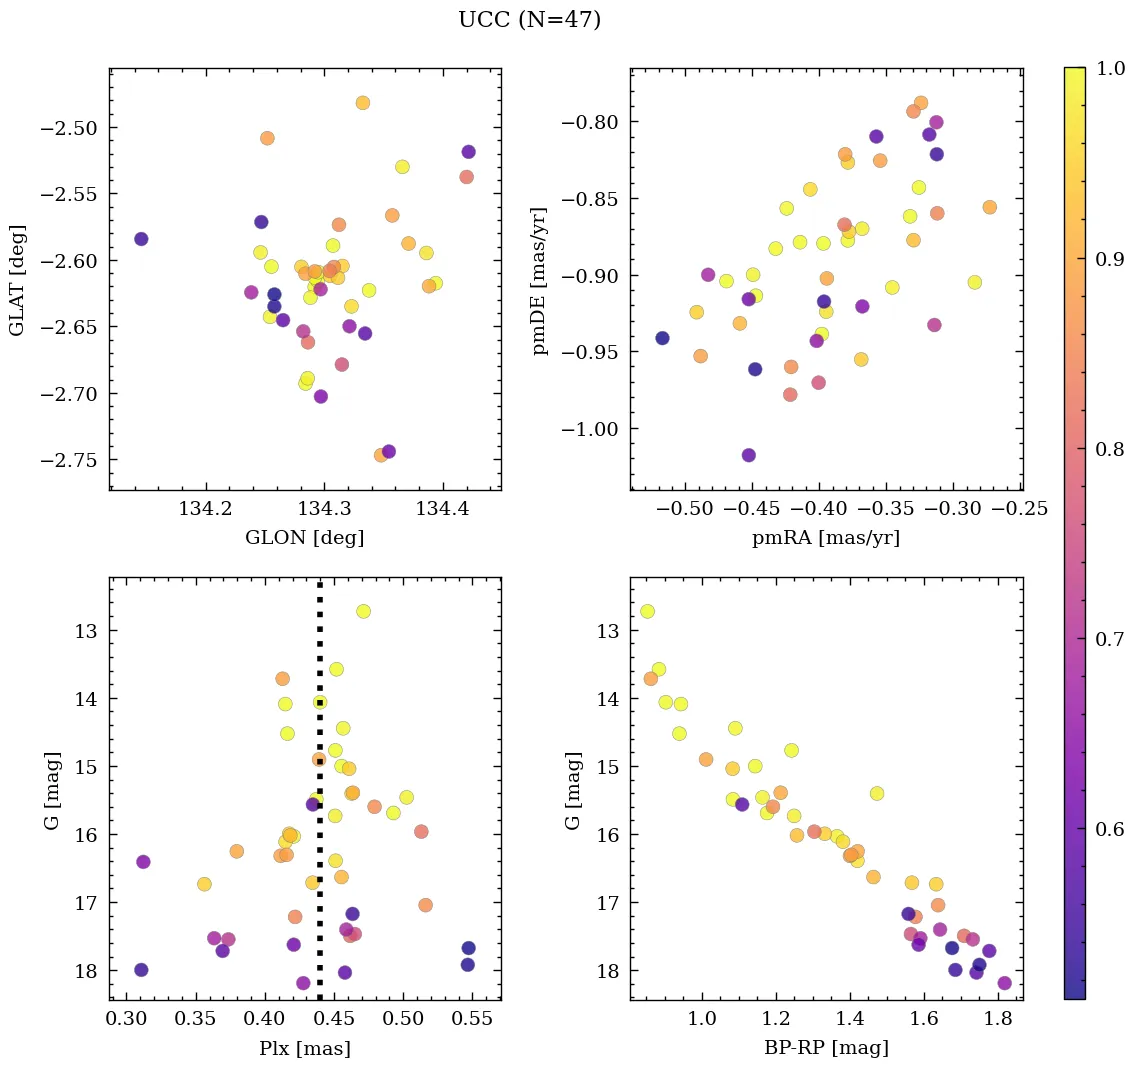 UCC (N=47)
−2.50
−2.55
−2.60
−2.65
−2.70
−2.75
GLAT [deg]
134.2 134.3 134.4
GLON [deg]
−0.80
−0.85
−0.90
−0.95
−1.00
pmDE [mas/yr]
−0.50 −0.45 −0.40 −0.35 −0.30 −0.25
pmRA [mas/yr]
13
14
15
16
17
18
G [mag]
0.30 0.35 0.40 0.45 0.50 0.55
Plx [mas]
13
14
15
16
17
18
G [mag]
1.0 1.2 1.4 1.6 1.8
BP-RP [mag]
1.0
0.9
0.8
0.7
0.6